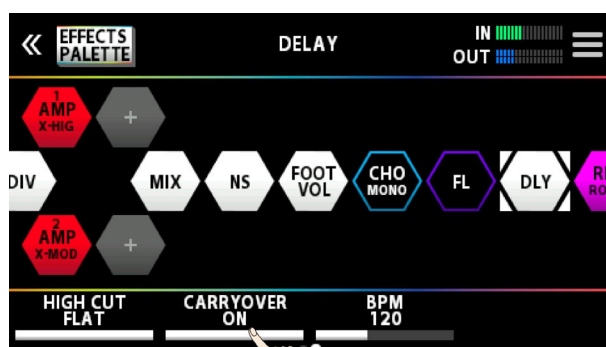 EFFECTS
PALETTE
DELAY
IN
OUT
1
AMP
X-HIG
+
DIV
MIX
NS
FOOT
VOL
CHO
MONO
FL
DLY
2
AMP
X-MOD
+
HIGH CUT
FLAT
CARRYOVER
ON
BPM
120